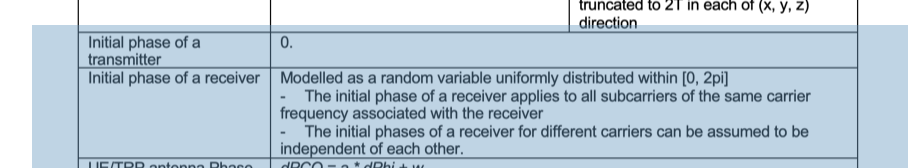 truncated to 2T in each of (x, y, z)
direction
Initial phase of a
transmitter
0.
Initial phase of a receiver
Modelled as a random variable uniformly distributed within [0, 2pi]
- The initial phase of a receiver applies to all subcarriers of the same carrier
frequency associated with the receiver
- The initial phases of a receiver for different carriers can be assumed to be
independent of each other.
UE/TRP antenna Phase
dPCO = a * dPhi + w